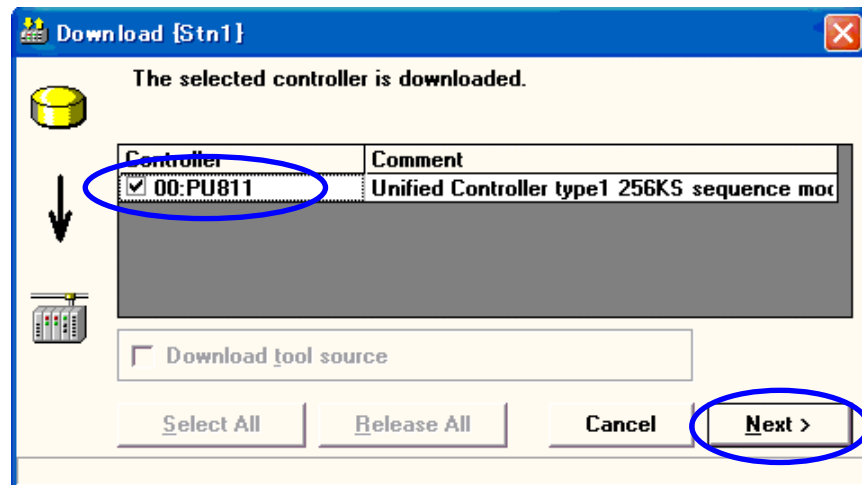 Download {Stn1}
The selected controller is downloaded.
Controller Comment
00:PU811 Unified Controller type1 256KS sequence moc
Download tool source
Select All Release All Cancel Next >